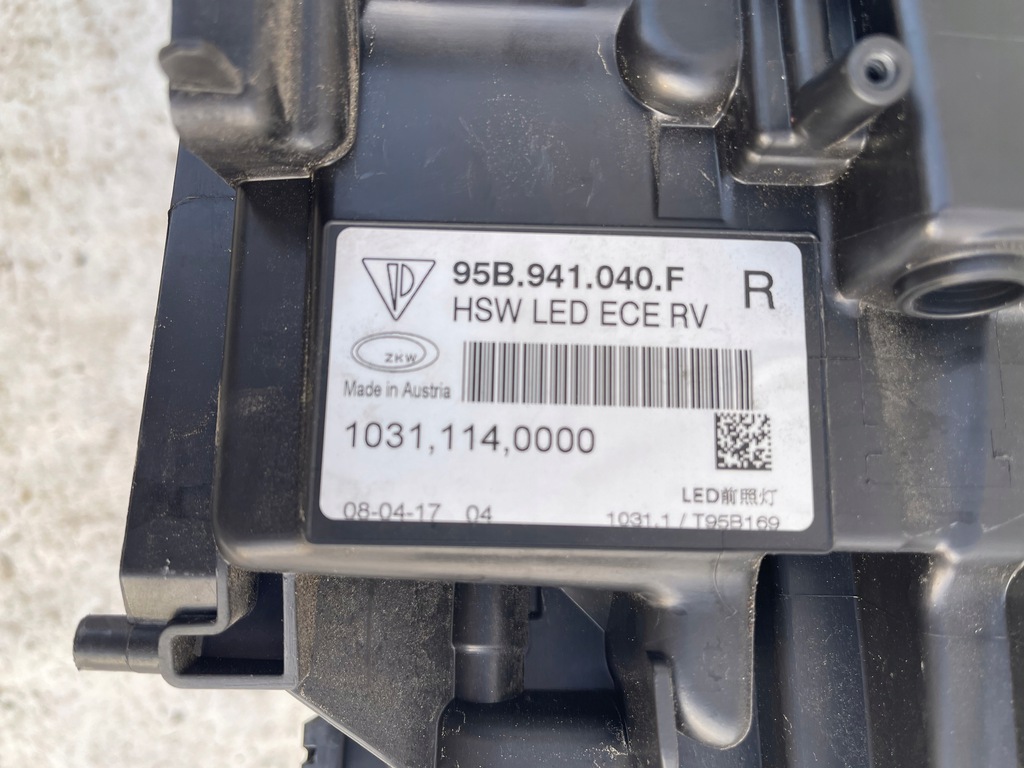 95B.941.040.F
R
HSW LED ECE RV
ZKW
Made in Austria
1031,114,0000
LED前照灯
08-04-17 04
1031.1 / T95B169